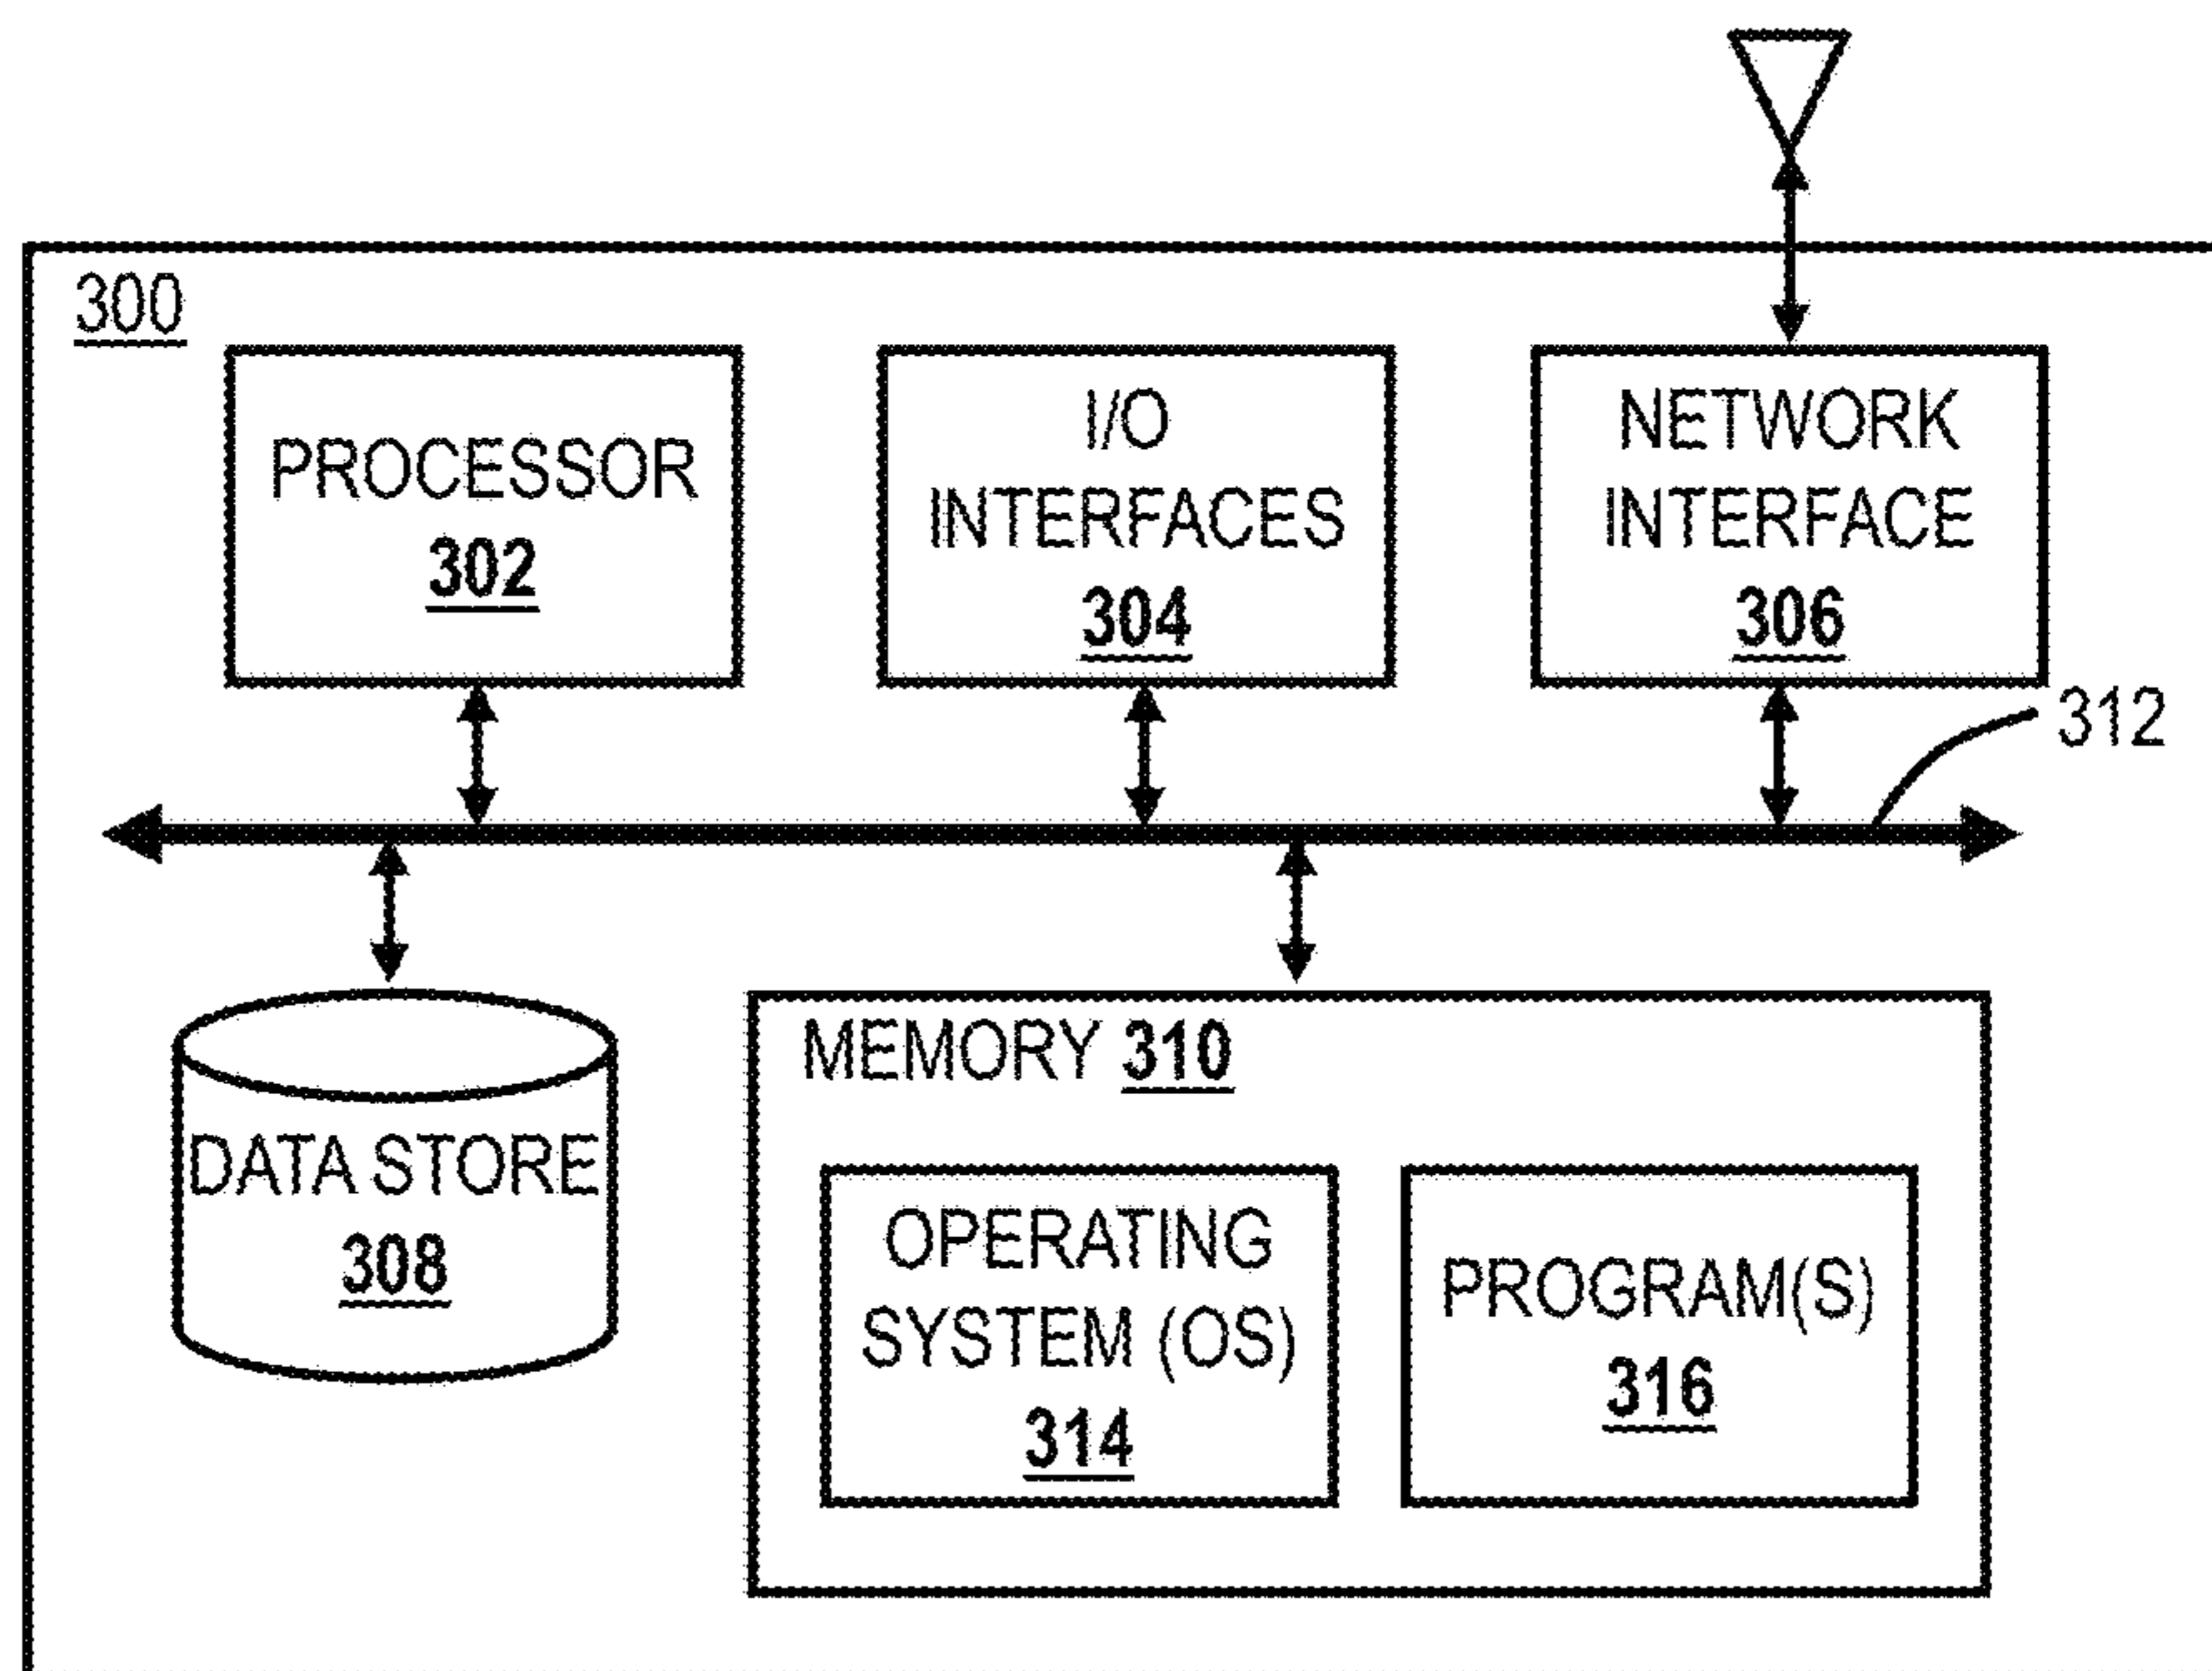 300
PROCESSOR
302
I/O
INTERFACES
304
NETWORK
INTERFACE
306
312
DATA STORE
308
MEMORY 310
OPERATING
SYSTEM (OS)
314
PROGRAM(S)
316